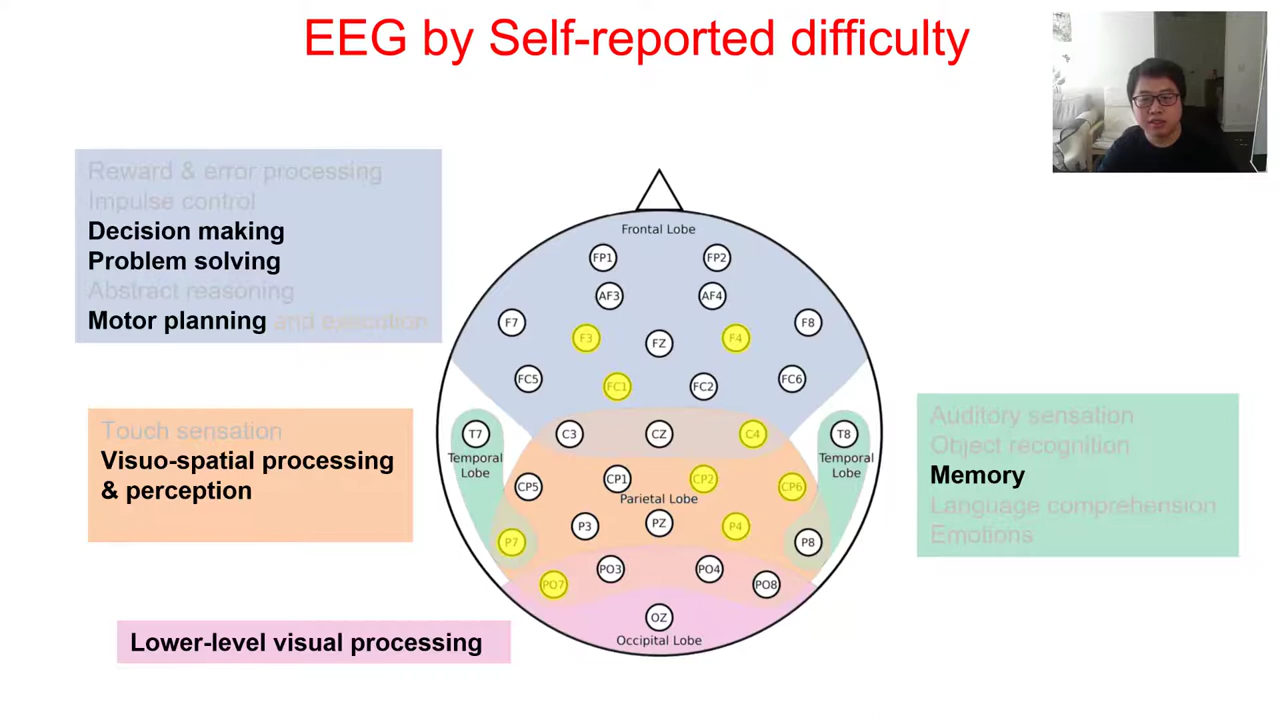 EEG by Self-reported difficulty
Reward & error processing
Impulse control
Decision making
Problem solving
Abstract reasoning
Motor planning and execution
Touch sensation
Visuo-spatial processing
& perception
Lower-level visual processing
Frontal Lobe
FP1 FP2
AF3 AF4
F7 F3 FZ F4 F8
FC5 FC1 FC2 FC6
T7 C3 CZ C4 T8
Temporal
Lobe
Temporal
Lobe
CP5 CP1 CP2 CP6
Parietal Lobe
P7 P3 PZ P4 P8
PO7 PO3 PO4 PO8
OZ
Occipital Lobe
Auditory sensation
Object recognition
Memory
Language comprehension
Emotions